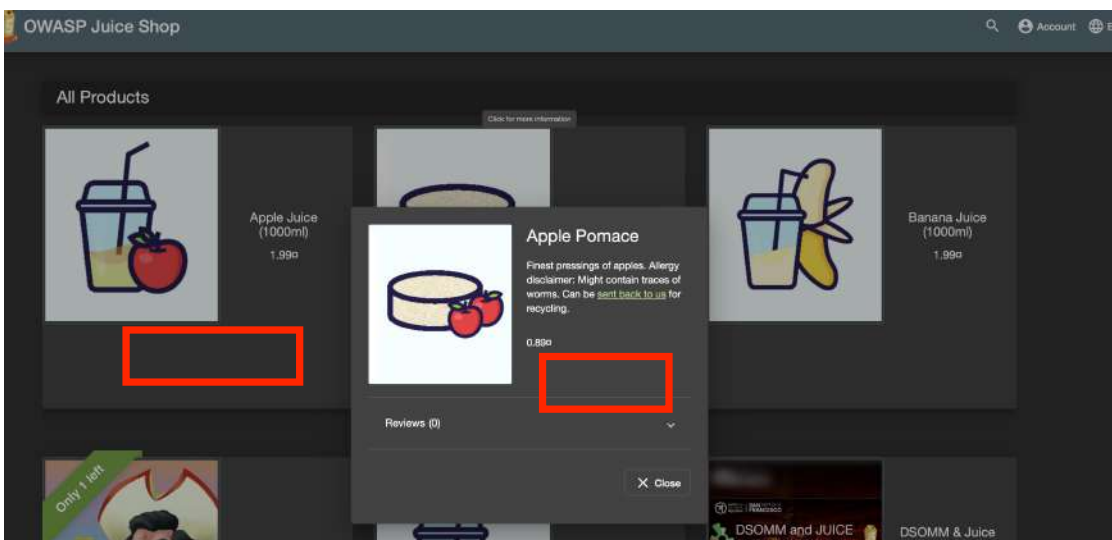 OWASP Juice Shop
Account
All Products
Click for more information
Apple Juice
(1000ml)
1.99¤
Apple Pomace
Finest pressings of apples. Allergy
disclaimer: Might contain traces of
worms. Can be sent back to us for
recycling.
0.89¤
Reviews (0)
Close
Banana Juice
(1000ml)
1.99¤
Only 1 left
SAN
FRANCISCO
DSOMM and JUICE
DSOMM & Juice